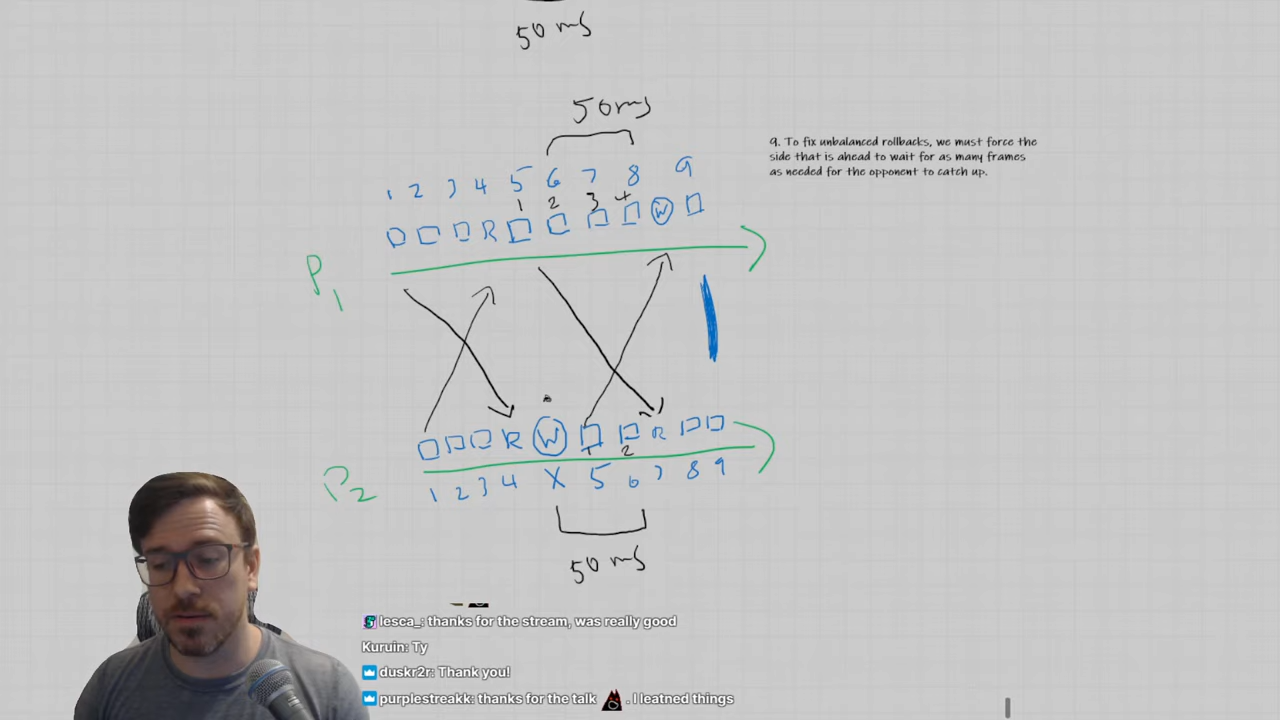 50 ms
50ms
9. To fix unbalanced rollbacks, we must force the
side that is ahead to wait for as many frames
as needed for the opponent to catch up.
1 2 3 4 5 6 7 8 9
1 2 3 4
R W
P1
R W R
1 2
P2
1 2 3 4 X 5 6 7 8 9
50 ms
lesca_: thanks for the stream, was really good
Kuruin: Ty
duskr2r: Thank you!
purplestreakk: thanks for the talk . I leatned things